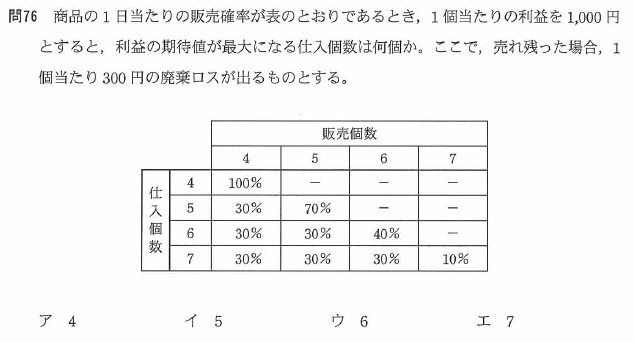 問76 商品の1日当たりの販売確率が表のとおりであるとき，1個当たりの利益を1,000円
とすると，利益の期待値が最大になる仕入個数は何個か。ここで，売れ残った場合，1
個当たり300円の廃棄ロスが出るものとする。
販売個数
4 5 6 7
仕入個数
4 100% － － －
5 30% 70% － －
6 30% 30% 40% －
7 30% 30% 30% 10%
ア 4 イ 5 ウ 6 エ 7